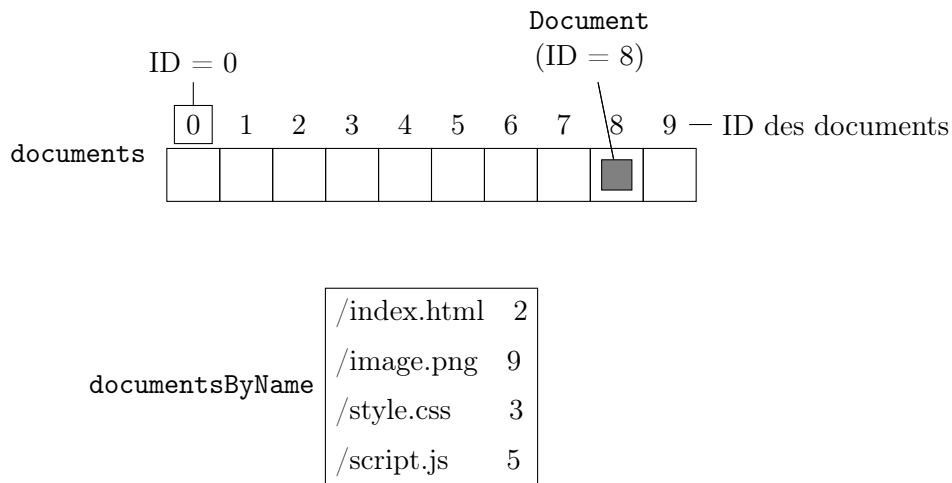 Document
(ID = 8)
ID = 0
0 1 2 3 4 5 6 7 8 9 ID des documents
documents
/index.html 2
/image.png 9
documentsByName
/style.css 3
/script.js 5